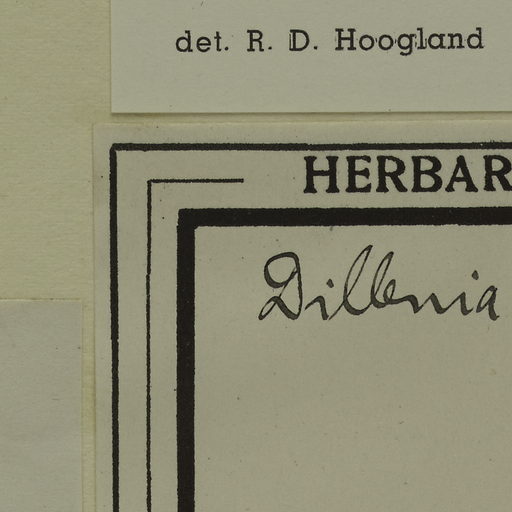 det. R. D. Hoogland
HERBAR
Dillenia